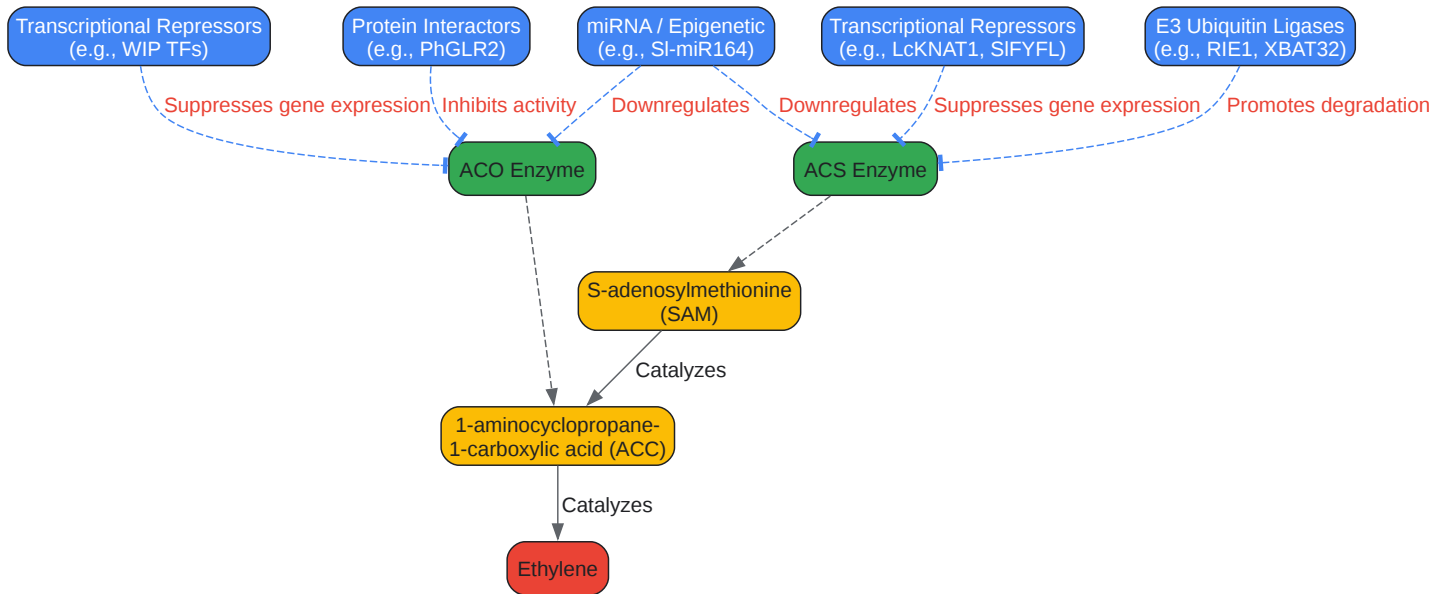 Transcriptional Repressors
(e.g., WIP TFs)
Protein Interactors
(e.g., PhGLR2)
miRNA / Epigenetic
(e.g., Sl-miR164)
Transcriptional Repressors
(e.g., LcKNAT1, SlFYFL)
E3 Ubiquitin Ligases
(e.g., RIE1, XBAT32)
Suppresses gene expression
Inhibits activity
Downregulates
Downregulates
Suppresses gene expression
Promotes degradation
ACO Enzyme
ACS Enzyme
S-adenosylmethionine
(SAM)
Catalyzes
1-aminocyclopropane-
1-carboxylic acid (ACC)
Catalyzes
Ethylene